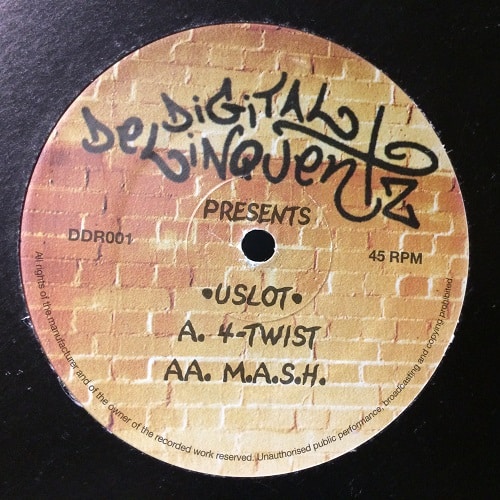 DiGiTAL
DeLiNQUeNTZ
PRESENTS
DDR001
45 RPM
•USLOT•
A. 4-TWIST
AA. M.A.S.H.
All rights of the manufacturer and of the owner of the recorded work reserved. Unauthorised public performance, broadcasting and copying prohibited